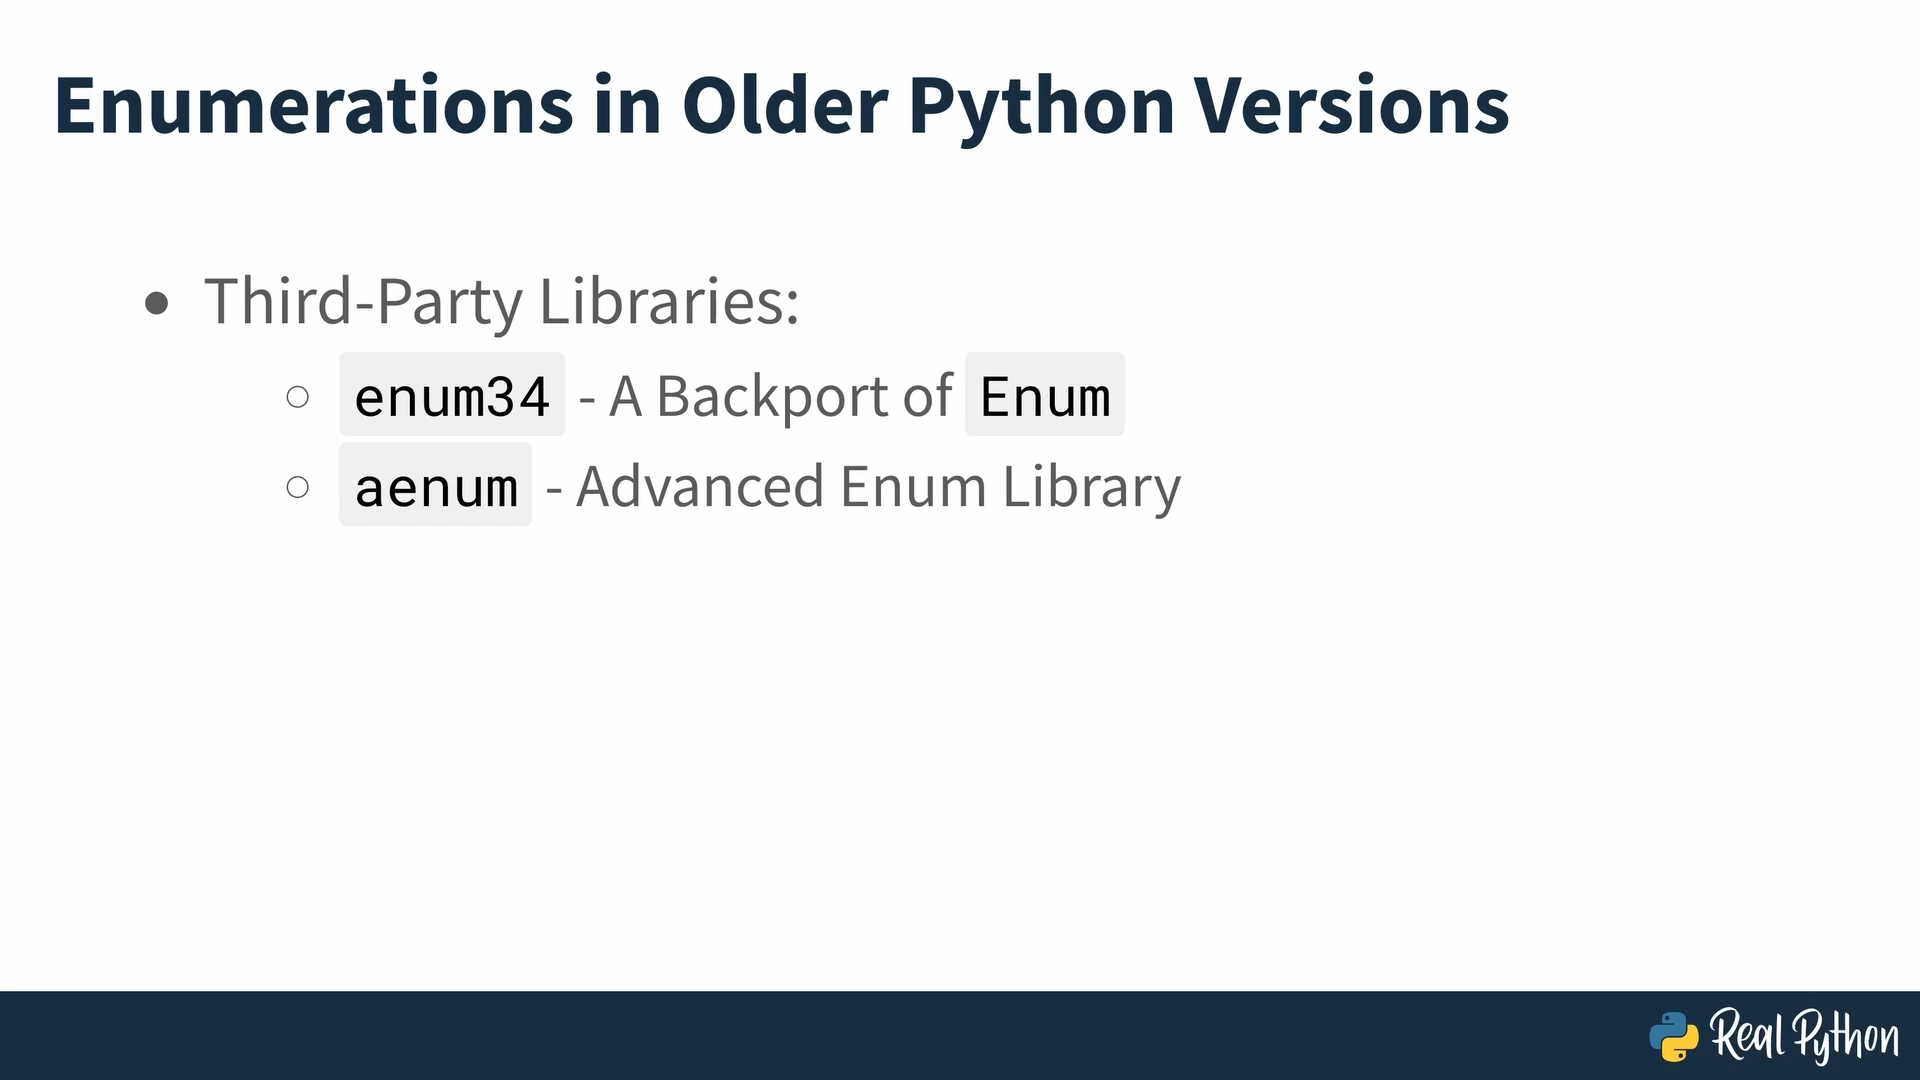 Enumerations in Older Python Versions
• Third-Party Libraries:
○ enum34 - A Backport of Enum
○ aenum - Advanced Enum Library
Real Python